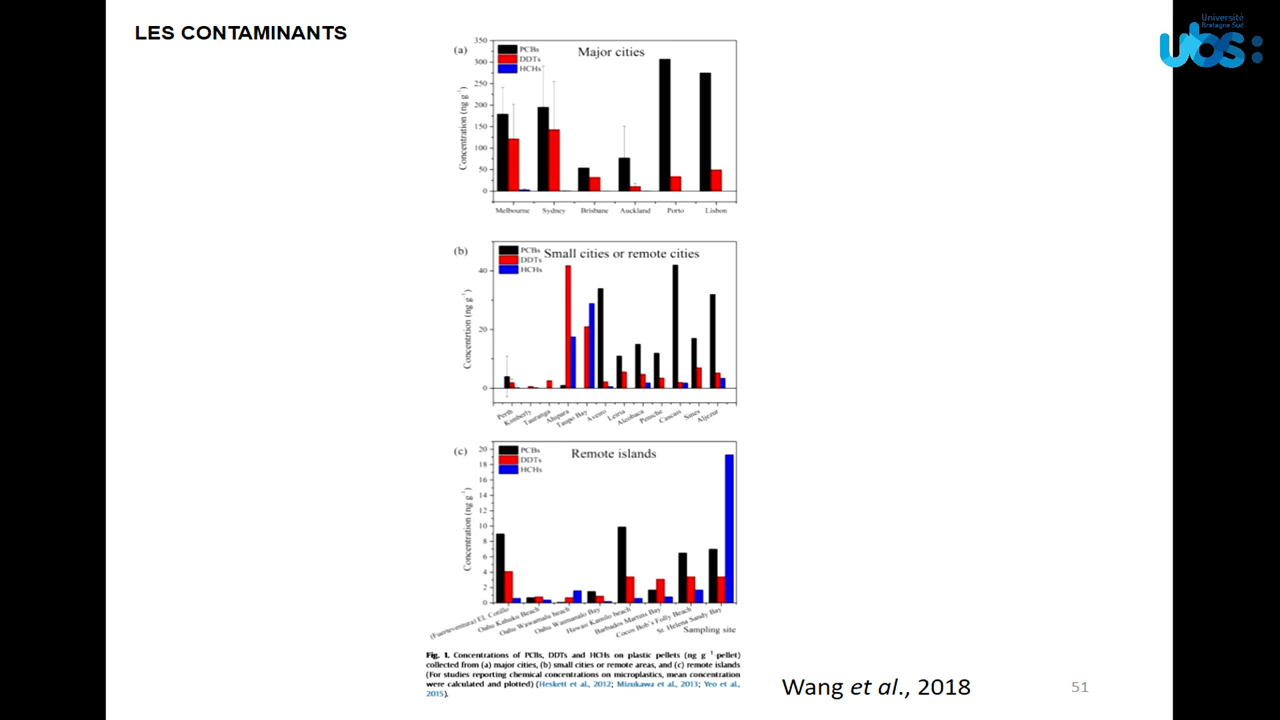 LES CONTAMINANTS
Université
Bretagne Sud
ubs:
(a)
Major cities
PCBs
DDTs
HCHs
Concentration (ng g⁻¹)
350
300
250
200
150
100
50
0
Melbourne Sydney Brisbane Auckland Porto Lisbon
(b)
Small cities or remote cities
PCBs
DDTs
HCHs
Concentrtion (ng g⁻¹)
40
20
0
Perth Kimberly Tauranga Ahipara Taupo Bay Aveiro Leiria Alcobaca Peniche Cascais Sines Aljezur
(c)
Remote islands
PCBs
DDTs
HCHs
Concentration (ng g⁻¹)
20
18
16
14
12
10
8
6
4
2
0
(Fuerteventura) EL Cotillo
Oahu Kahuku Beach
Oahu Wawamalu beach
Oahu Waimanalo Bay
Hawaii Kamilo beach
Barbados Martins Bay
Cocos Bob's Folly Beach
St. Helena Sandy Bay
Sampling site
Fig. 1. Concentrations of PCBs, DDTs and HCHs on plastic pellets (ng g⁻¹-pellet)
collected from (a) major cities, (b) small cities or remote areas, and (c) remote islands
(For studies reporting chemical concentrations on microplastics, mean concentration
were calculated and plotted) (Heskett et al., 2012; Mizukawa et al., 2013; Yeo et al.,
2015).
Wang et al., 2018
51